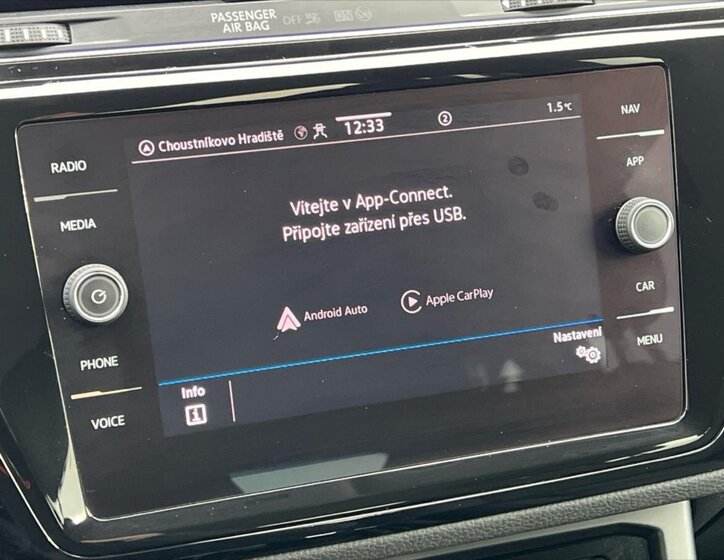 PASSENGER
AIR BAG
OFF
ON
Choustníkovo Hradiště
12:33
2
1.5°C
RADIO
MEDIA
PHONE
VOICE
Vítejte v App-Connect.
Připojte zařízení přes USB.
Android Auto
Apple CarPlay
Info
Nastavení
NAV
APP
CAR
MENU